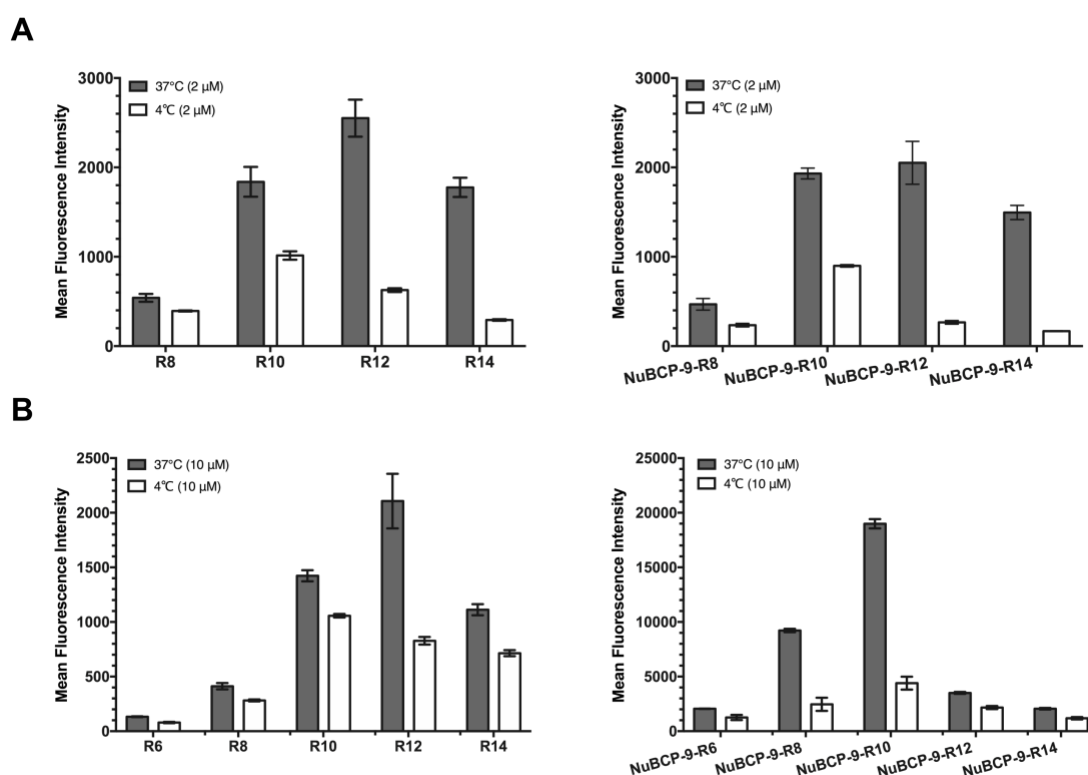 A
3000
2000
1000
0
Mean Fluorescence Intensity
37°C (2 µM)
4℃ (2 µM)
R8 R10 R12 R14
3000
2000
1000
0
Mean Fluorescence Intensity
37°C (2 µM)
4℃ (2 µM)
NuBCP-9-R8 NuBCP-9-R10 NuBCP-9-R12 NuBCP-9-R14
B
2500
2000
1500
1000
500
0
Mean Fluorescence Intensity
37°C (10 µM)
4℃ (10 µM)
R6 R8 R10 R12 R14
25000
20000
15000
10000
5000
0
Mean Fluorescence Intensity
37°C (10 µM)
4℃ (10 µM)
NuBCP-9-R6 NuBCP-9-R8 NuBCP-9-R10 NuBCP-9-R12 NuBCP-9-R14